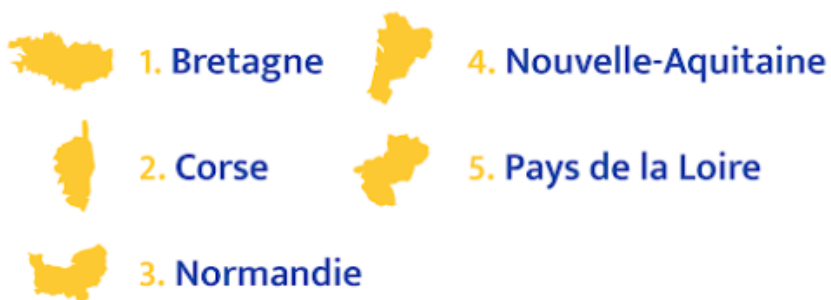 1. Bretagne
2. Corse
3. Normandie
4. Nouvelle-Aquitaine
5. Pays de la Loire